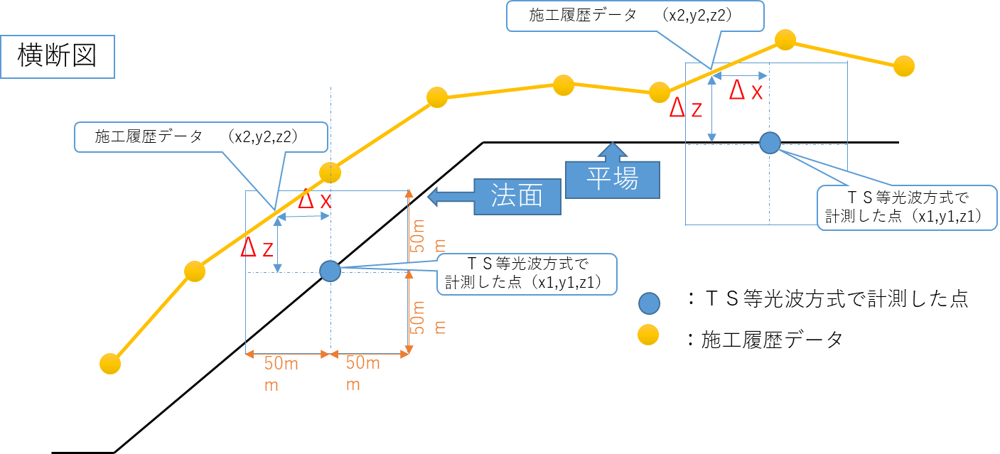 施工履歴データ　（x2,y2,z2）
横断図
Δx
Δz
施工履歴データ　（x2,y2,z2）
平場
法面
Δx
Δz
ＴＳ等光波方式で
計測した点（x1,y1,z1）
50m
m
ＴＳ等光波方式で
計測した点（x1,y1,z1）
50m
m
：ＴＳ等光波方式で計測した点
：施工履歴データ
50m
m
50m
m